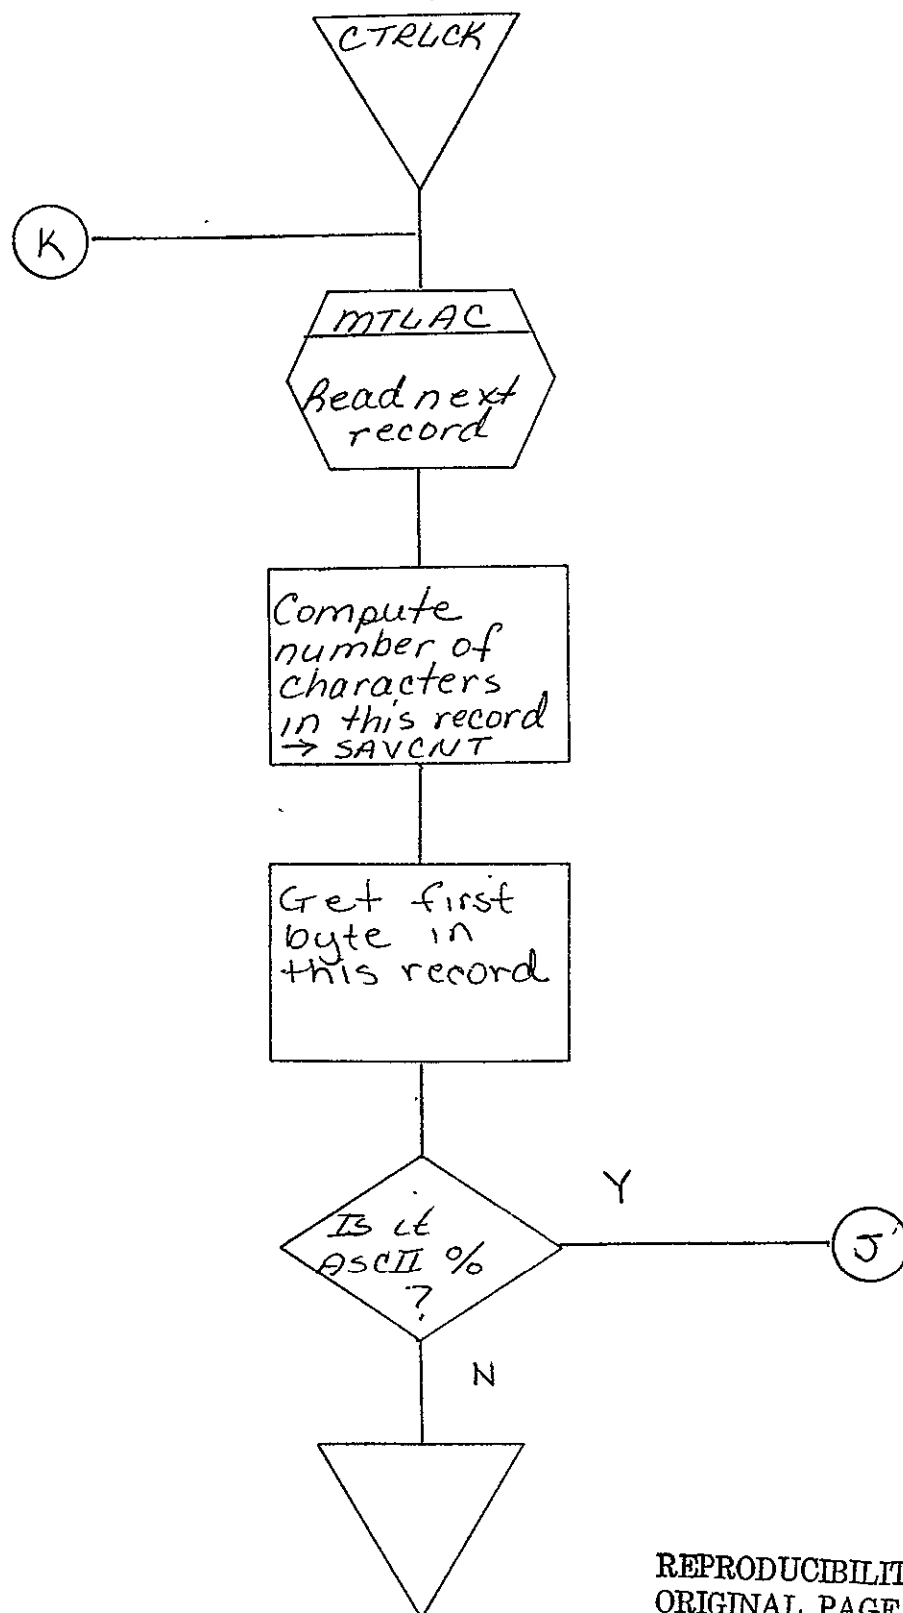 CTRLCK
K
MTLAC
Read next
record
Compute
number of
characters
in this record
→ SAVCNT
Get first
byte in
this record
Y
Is it
ASCII %
?
J
N
ORIGINAL PAGE